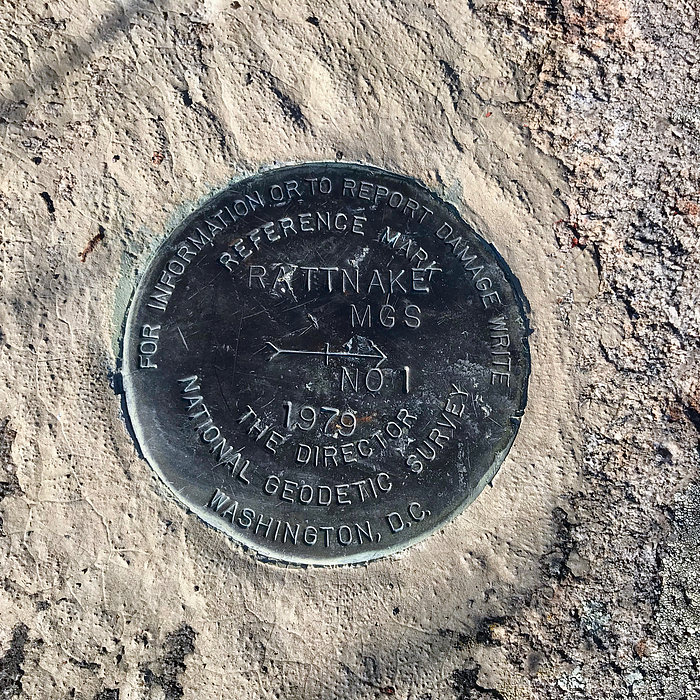 FOR INFORMATION OR TO REPORT DAMAGE WRITE
REFERENCE MARK
RATTNAKE
MGS
NO 1
1979
THE DIRECTOR
NATIONAL GEODETIC SURVEY
WASHINGTON, D.C.